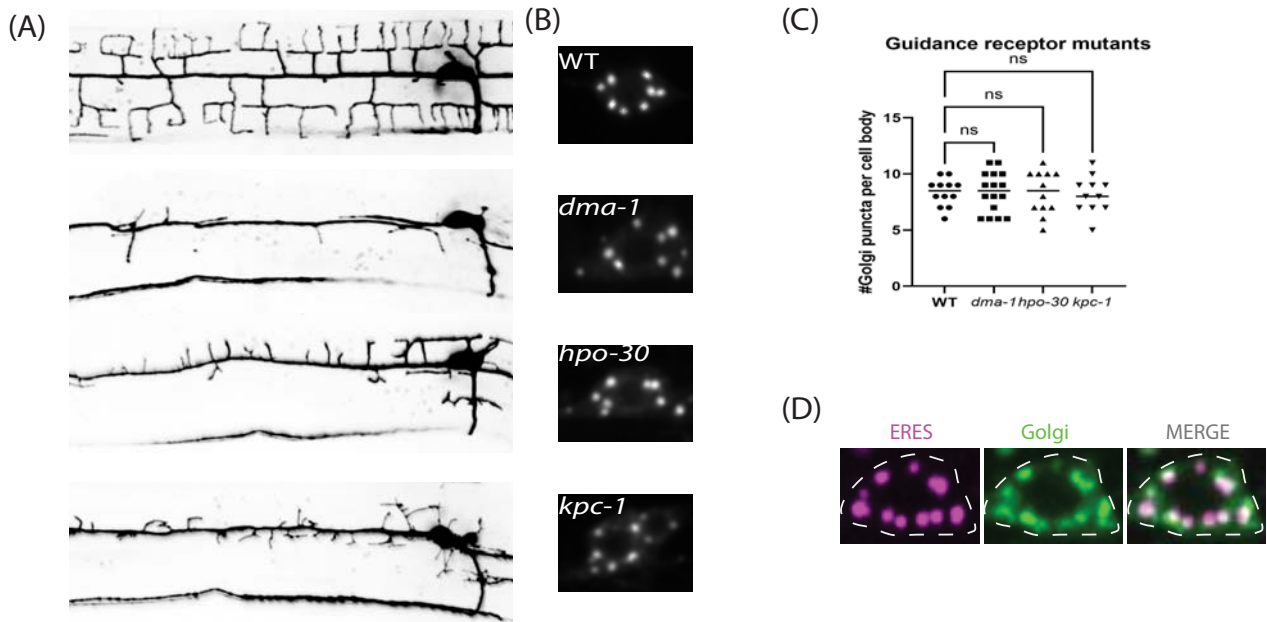 (A)
(B)
WT
dma-1
hpo-30
kpc-1
(C)
Guidance receptor mutants
ns
ns
ns
#Golgi puncta per cell body
15
10
5
0
WT dma-1 hpo-30 kpc-1
(D)
ERES Golgi MERGE